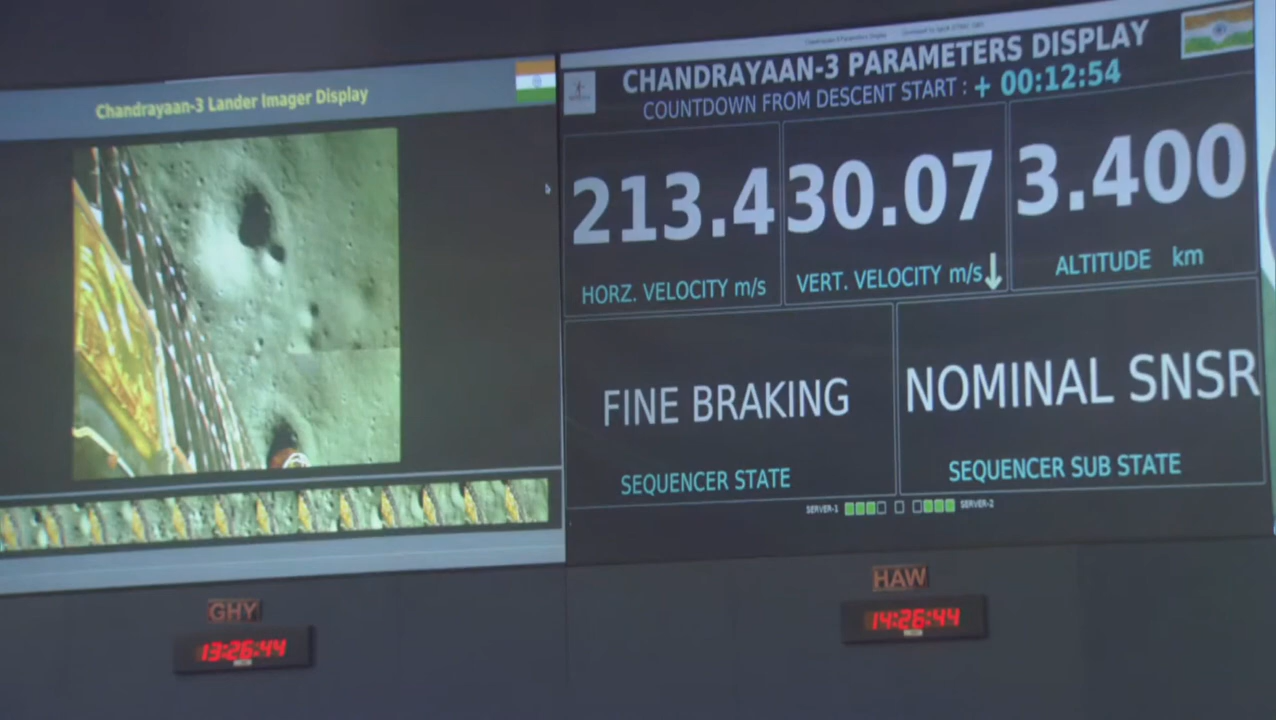 Chandrayaan-3 Lander Imager Display
CHANDRAYAAN-3 PARAMETERS DISPLAY
COUNTDOWN FROM DESCENT START : + 00:12:54
213.4
HORZ. VELOCITY m/s
30.07
VERT. VELOCITY m/s↓
3.400
ALTITUDE km
FINE BRAKING
SEQUENCER STATE
NOMINAL SNSR
SEQUENCER SUB STATE
SERVER-1
SERVER-2
GHY
13:26:44
HAW
14:26:44